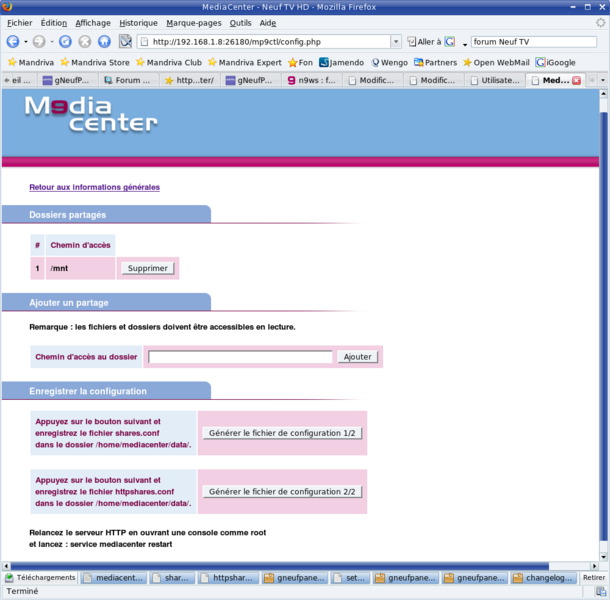 MediaCenter - Neuf TV HD - Mozilla Firefox
Fichier Édition Affichage Historique Marque-pages Outils Aide
http://192.168.1.8:26180/mp9ctl/config.php Aller à G forum Neuf TV
Mandriva Mandriva Store Mandriva Club Mandriva Expert Fon Jamendo Wengo Partners Open WebMail iGoogle
eil ... gNeufP... Forum ... http...ter/ gNeufP... n9ws : f... Modific... Modific... Utilisate... Med...
M9dia
center
Retour aux informations générales
Dossiers partagés
# Chemin d'accès
1 /mnt Supprimer
Ajouter un partage
Remarque : les fichiers et dossiers doivent être accessibles en lecture.
Chemin d'accès au dossier Ajouter
Enregistrer la configuration
Appuyez sur le bouton suivant et
enregistrez le fichier shares.conf
dans le dossier /home/mediacenter/data/.
Générer le fichier de configuration 1/2
Appuyez sur le bouton suivant et
enregistrez le fichier httpshares.conf
dans le dossier /home/mediacenter/data/.
Générer le fichier de configuration 2/2
Relancez le serveur HTTP en ouvrant une console comme root
et lancez : service mediacenter restart
Téléchargements mediacent... shar... httpshar... gneufpane... set... gneufpane... gneufpane... changelog... Retirer
Terminé